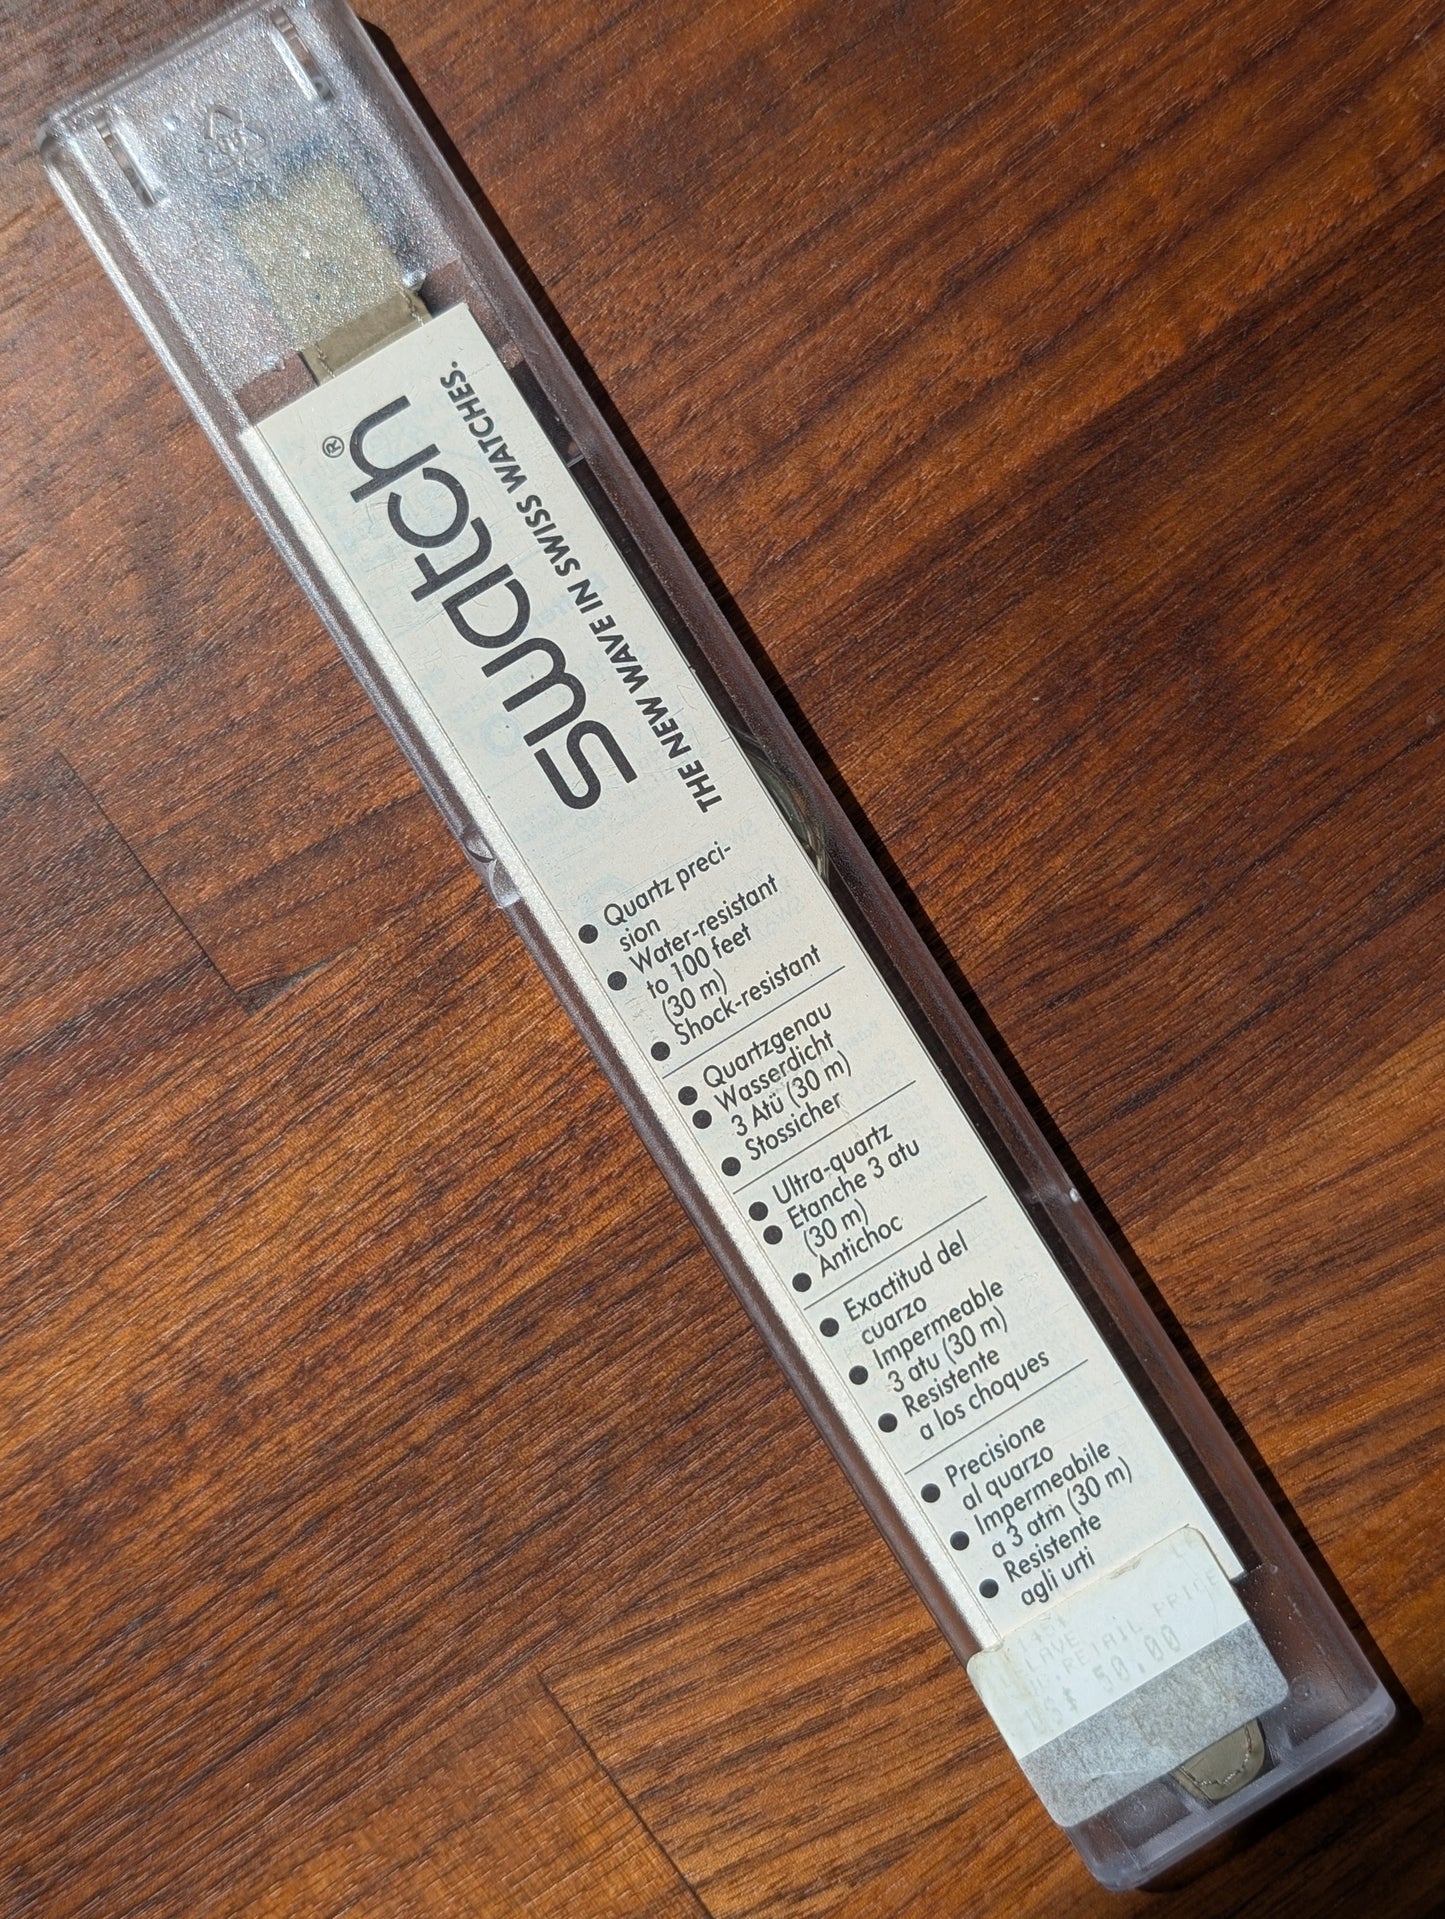 swatch®
THE NEW WAVE IN SWISS WATCHES.
● Quartz preci-
sion
● Water-resistant
to 100 feet
(30 m)
● Shock-resistant
● Quartzgenau
● Wasserdicht
3 Atü (30 m)
● Stossicher
● Ultra-quartz
● Etanche 3 atu
(30 m)
● Antichoc
● Exactitud del
cuarzo
● Impermeable
3 atu (30 m)
● Resistente
a los choques
● Precisione
al quarzo
● Impermeabile
a 3 atm (30 m)
● Resistente
agli urti
RETAIL PRICE
US$ 50.00